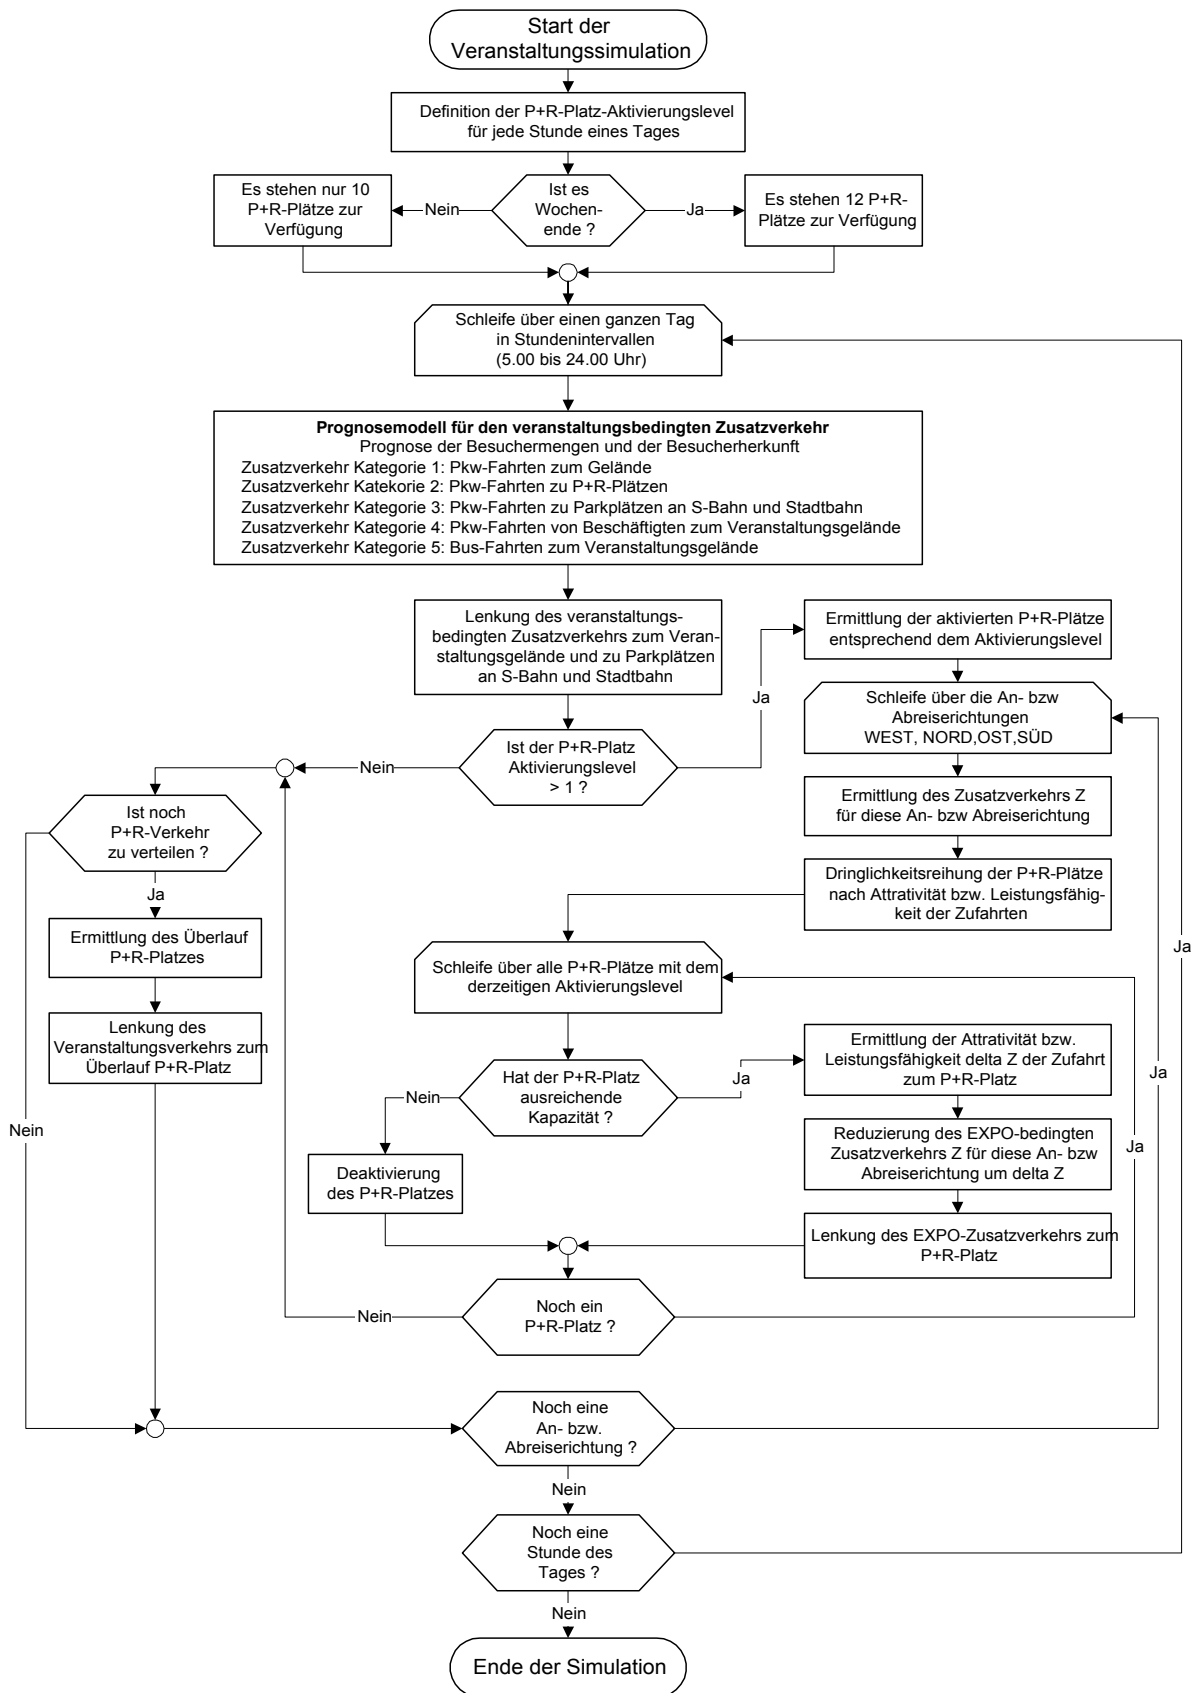 Start der
Veranstaltungssimulation
Definition der P+R-Platz-Aktivierungslevel
für jede Stunde eines Tages
Es stehen nur 10
P+R-Plätze zur
Verfügung
Nein
Ist es
Wochen-
ende ?
Ja
Es stehen 12 P+R-
Plätze zur Verfügung
Schleife über einen ganzen Tag
in Stundenintervallen
(5.00 bis 24.00 Uhr)
Prognosemodell für den veranstaltungsbedingten Zusatzverkehr
Prognose der Besuchermengen und der Besucherherkunft
Zusatzverkehr Kategorie 1: Pkw-Fahrten zum Gelände
Zusatzverkehr Katekorie 2: Pkw-Fahrten zu P+R-Plätzen
Zusatzverkehr Kategorie 3: Pkw-Fahrten zu Parkplätzen an S-Bahn und Stadtbahn
Zusatzverkehr Kategorie 4: Pkw-Fahrten von Beschäftigten zum Veranstaltungsgelände
Zusatzverkehr Kategorie 5: Bus-Fahrten zum Veranstaltungsgelände
Lenkung des veranstaltungs-
bedingten Zusatzverkehrs zum Veran-
staltungsgelände und zu Parkplätzen
an S-Bahn und Stadtbahn
Ermittlung der aktivierten P+R-Plätze
entsprechend dem Aktivierungslevel
Ja
Schleife über die An- bzw
Abreiserichtungen
WEST, NORD,OST,SÜD
Ist der P+R-Platz
Aktivierungslevel
> 1 ?
Nein
Ist noch
P+R-Verkehr
zu verteilen ?
Ermittlung des Zusatzverkehrs Z
für diese An- bzw Abreiserichtung
Ja
Dringlichkeitsreihung der P+R-Plätze
nach Attrativität bzw. Leistungsfähig-
keit der Zufahrten
Ermittlung des Überlauf
P+R-Platzes
Schleife über alle P+R-Plätze mit dem
derzeitigen Aktivierungslevel
Ja
Lenkung des
Veranstaltungsverkehrs zum
Überlauf P+R-Platz
Ermittlung der Attrativität bzw.
Leistungsfähigkeit delta Z der Zufahrt
zum P+R-Platz
Hat der P+R-Platz
ausreichende
Kapazität ?
Ja
Nein
Ja
Nein
Reduzierung des EXPO-bedingten
Zusatzverkehrs Z für diese An- bzw
Abreiserichtung um delta Z
Ja
Deaktivierung
des P+R-Platzes
Lenkung des EXPO-Zusatzverkehrs zum
P+R-Platz
Noch ein
P+R-Platz ?
Nein
Noch eine
An- bzw.
Abreiserichtung ?
Nein
Noch eine
Stunde des
Tages ?
Nein
Ende der Simulation